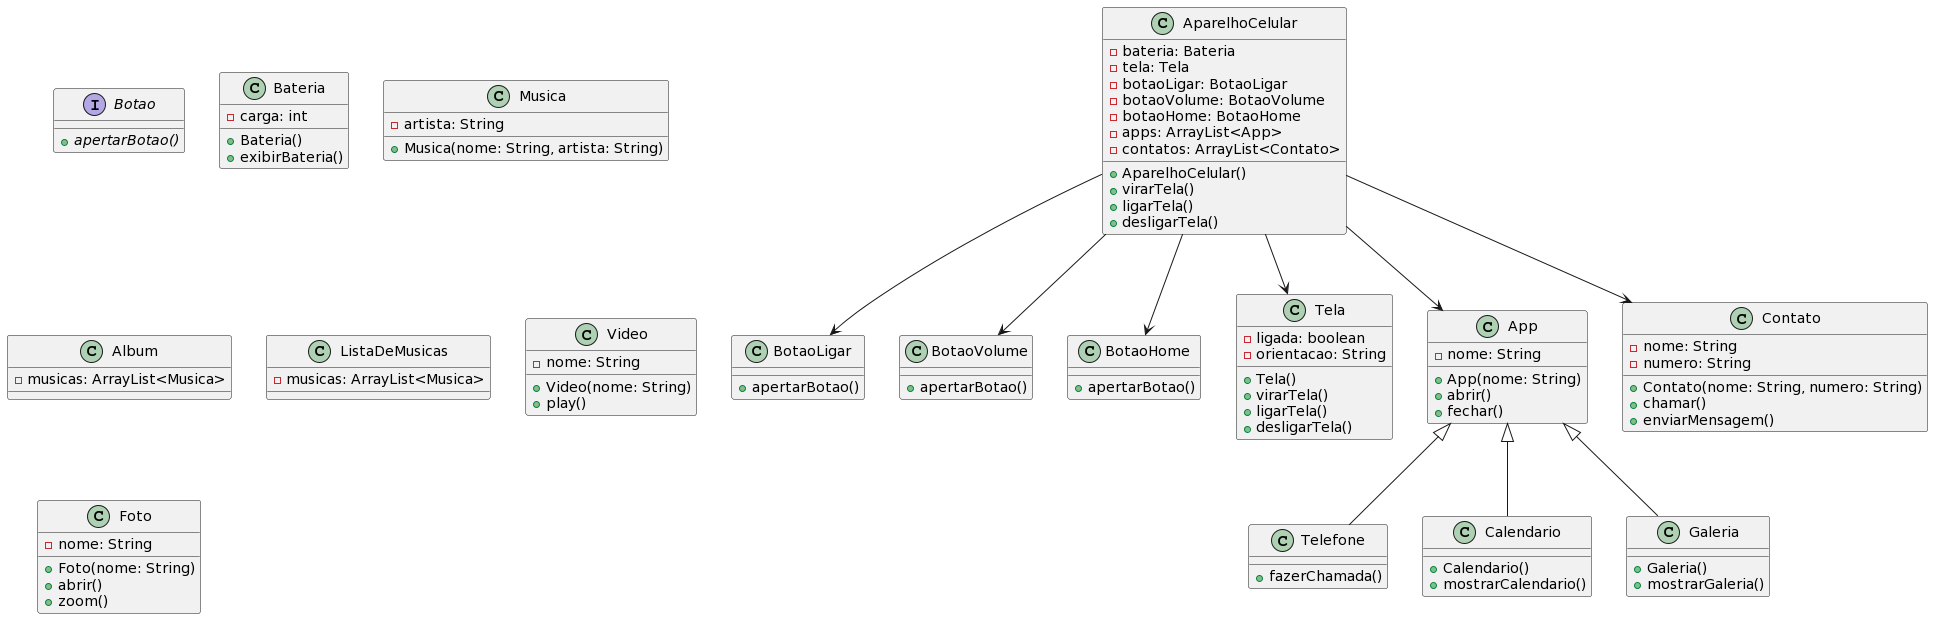 I Botao
apertarBotao()
C Bateria
carga: int
Bateria()
exibirBateria()
C Musica
artista: String
Musica(nome: String, artista: String)
C AparelhoCelular
bateria: Bateria
tela: Tela
botaoLigar: BotaoLigar
botaoVolume: BotaoVolume
botaoHome: BotaoHome
apps: ArrayList<App>
contatos: ArrayList<Contato>
AparelhoCelular()
virarTela()
ligarTela()
desligarTela()
C Album
musicas: ArrayList<Musica>
C ListaDeMusicas
musicas: ArrayList<Musica>
C Video
nome: String
Video(nome: String)
play()
C BotaoLigar
apertarBotao()
C BotaoVolume
apertarBotao()
C BotaoHome
apertarBotao()
C Tela
ligada: boolean
orientacao: String
Tela()
virarTela()
ligarTela()
desligarTela()
C App
nome: String
App(nome: String)
abrir()
fechar()
C Contato
nome: String
numero: String
Contato(nome: String, numero: String)
chamar()
enviarMensagem()
C Foto
nome: String
Foto(nome: String)
abrir()
zoom()
C Telefone
fazerChamada()
C Calendario
Calendario()
mostrarCalendario()
C Galeria
Galeria()
mostrarGaleria()